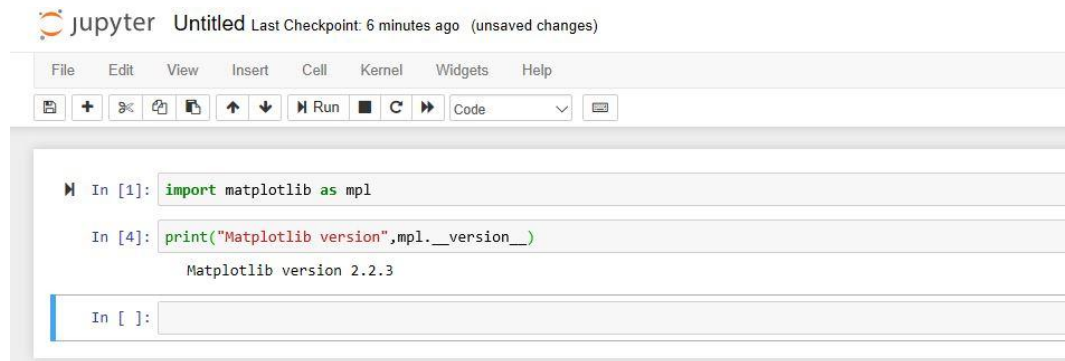 jupyter Untitled Last Checkpoint: 6 minutes ago (unsaved changes)
File Edit View Insert Cell Kernel Widgets Help
Run Code
In [1]: import matplotlib as mpl
In [4]: print("Matplotlib version",mpl.__version__)
Matplotlib version 2.2.3
In [ ]: